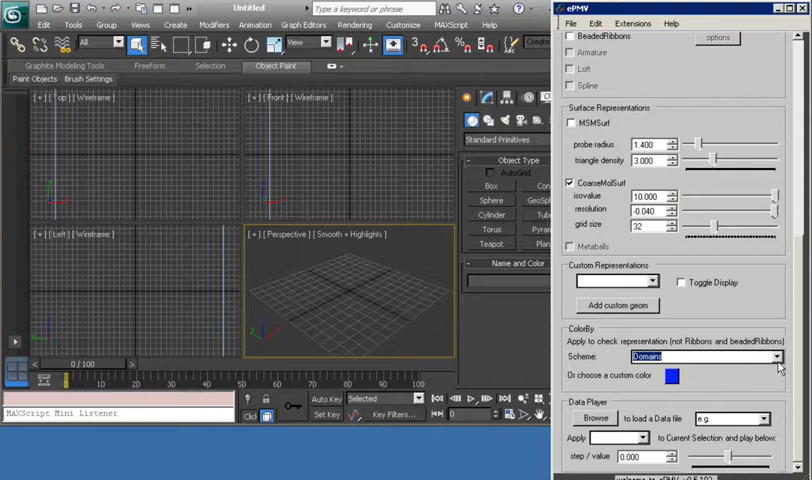 Untitled
Type a keyword or phrase
Edit Tools Group Views Create Modifiers Animation Graph Editors Rendering Customize MAXScript
All
View
3
Create
Graphite Modeling Tools Freeform Selection Object Paint
Paint Objects Brush Settings
[ + ] [ Top ] [ Wireframe ]
[ + ] [ Front ] [ Wireframe ]
[ + ] [ Left ] [ Wireframe ]
[ + ] [ Perspective ] [ Smooth + Highlights ]
Standard Primitives
Object Type
AutoGrid
Box
Sphere
Cylinder
Torus
Teapot
Name and Color
0 / 100
0 10 20 30 40 50 60 70 80 90 100
MAXScript Mini Listener
Click
Auto Key
Set Key
Selected
Key Filters...
0
ePMV
File Edit Extensions Help
BeadedRibbons
options
Armature
Loft
Spline
Surface Representations
MSMSurf
probe radius 1.400
triangle density 3.000
CoarseMolSurf
isovalue 10.000
resolution -0.040
grid size 32
Metaballs
Custom Representations
Toggle Display
Add custom geom
ColorBy
Apply to check representation (not Ribbons and beadedRibbons)
Scheme: Domains
Or choose a custom color
Data Player
Browse to load a Data file e.g.
Apply to Current Selection and play below:
step / value 0.000